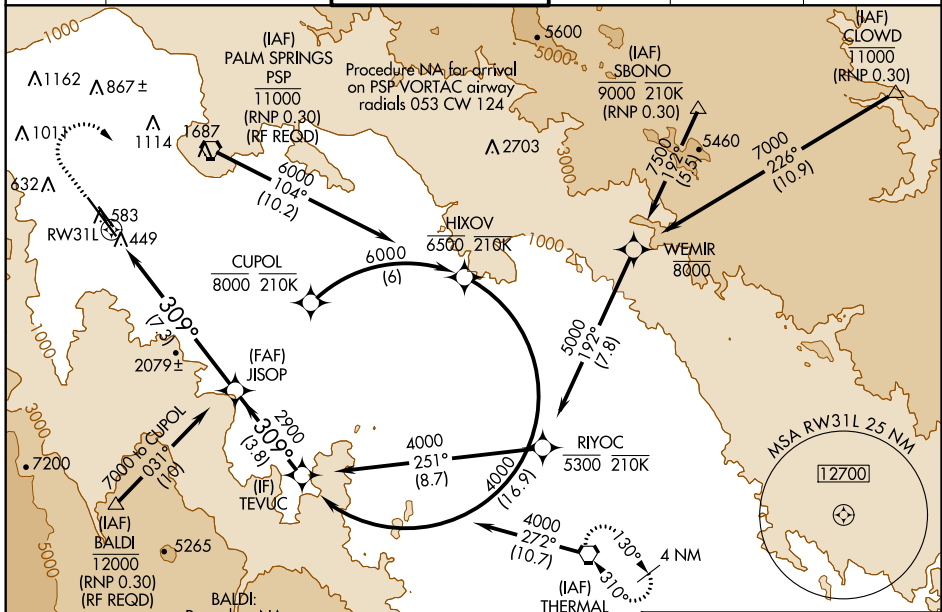 1000
1162
867 ±
1011
1114
1687
632
583
RW31L
449
(IAF)
PALM SPRINGS
PSP
11000
(RNP 0.30)
(RF REQD)
Procedure NA for arrival
on PSP VORTAC airway
radials 053 CW 124
5600
5000
(IAF)
SBONO
9000 210K
(RNP 0.30)
(IAF)
CLOWD
11000
(RNP 0.30)
2703
3000
5460
7500
192°
(5.5)
7000
226°
(10.9)
6000
104°
(10.2)
HIXOV
6500 210K
1000
WEMIR
8000
CUPOL
8000 210K
6000
(6)
5000
192°
(7.8)
309°
(7.3)
1000
2079±
(FAF)
JISOP
2900
309°
(3.8)
3000
7200
7000 to CUPOL
031°
(10)
(IF)
TEVUC
4000
251°
(8.7)
4000
(16.9)
RIYOC
5300 210K
MSA RW31L 25 NM
12700
(IAF)
BALDI
12000
(RNP 0.30)
(RF REQD)
5265
5000
4000
272°
(10.7)
130°
310°
4 NM
(IAF)
THERMAL
BALDI: